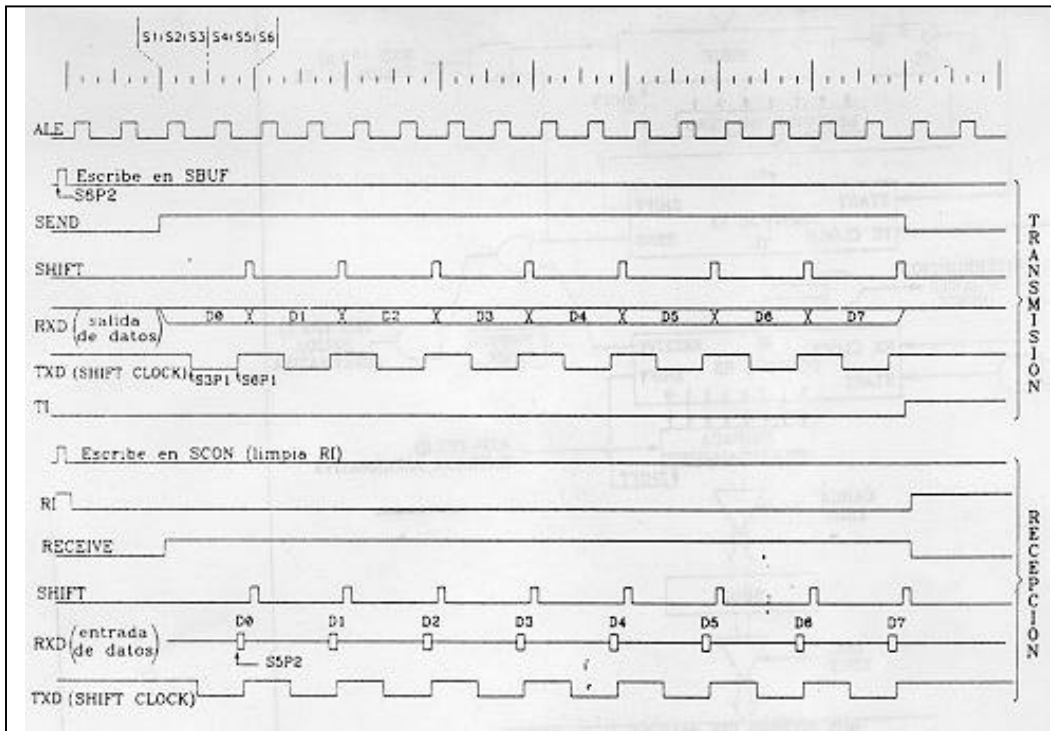 S1 S2 S3 S4 S5 S6
ALE
Escribe en SBUF
S6P2
SEND
SHIFT
RXD (salida de datos) D0 D1 D2 D3 D4 D5 D6 D7
TXD (SHIFT CLOCK) S3P1 S6P1
TI
TRANSMISION
Escribe en SCON (limpia RI)
RI
RECEIVE
SHIFT
D0 D1 D2 D3 D4 D5 D6 D7
RXD (entrada de datos)
S5P2
TXD (SHIFT CLOCK)
RECEPCION